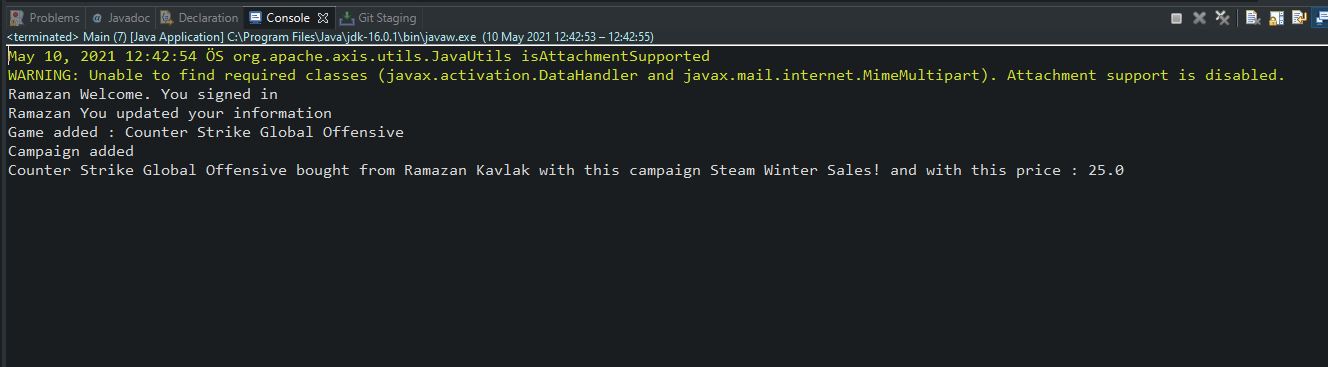 Problems @ Javadoc Declaration Console Git Staging
<terminated> Main (7) [Java Application] C:\Program Files\Java\jdk-16.0.1\bin\javaw.exe (10 May 2021 12:42:53 – 12:42:55)
May 10, 2021 12:42:54 ÖS org.apache.axis.utils.JavaUtils isAttachmentSupported
WARNING: Unable to find required classes (javax.activation.DataHandler and javax.mail.internet.MimeMultipart). Attachment support is disabled.
Ramazan Welcome. You signed in
Ramazan You updated your information
Game added : Counter Strike Global Offensive
Campaign added
Counter Strike Global Offensive bought from Ramazan Kavlak with this campaign Steam Winter Sales! and with this price : 25.0